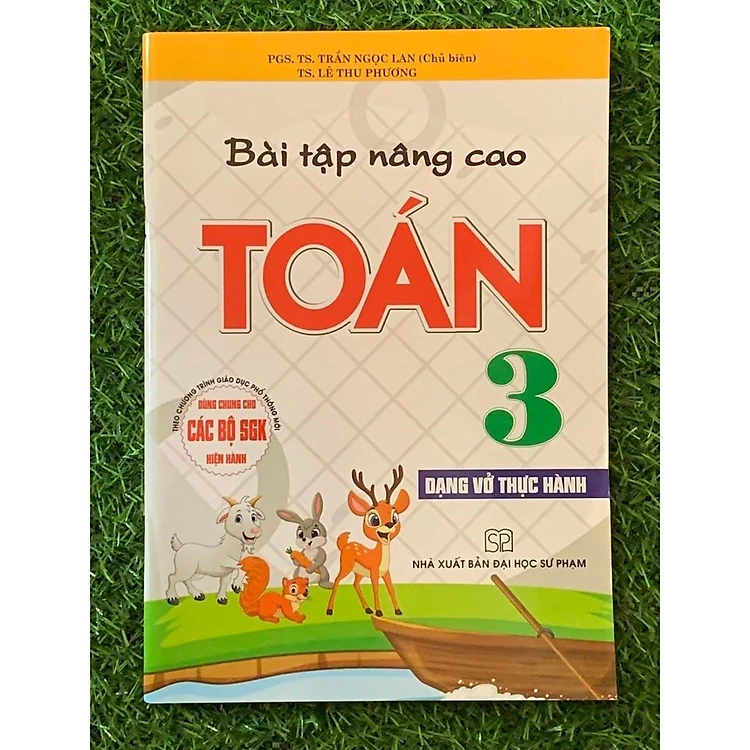 PGS. TS. TRẦN NGỌC LAN (Chủ biên)
TS. LÊ THU PHƯƠNG
Bài tập nâng cao
TOÁN
3
THEO CHƯƠNG TRÌNH GIÁO DỤC PHỔ THÔNG MỚI
DÙNG CHUNG CHO
CÁC BỘ SGK
HIỆN HÀNH
DẠNG VỞ THỰC HÀNH
SP
NHÀ XUẤT BẢN ĐẠI HỌC SƯ PHẠM